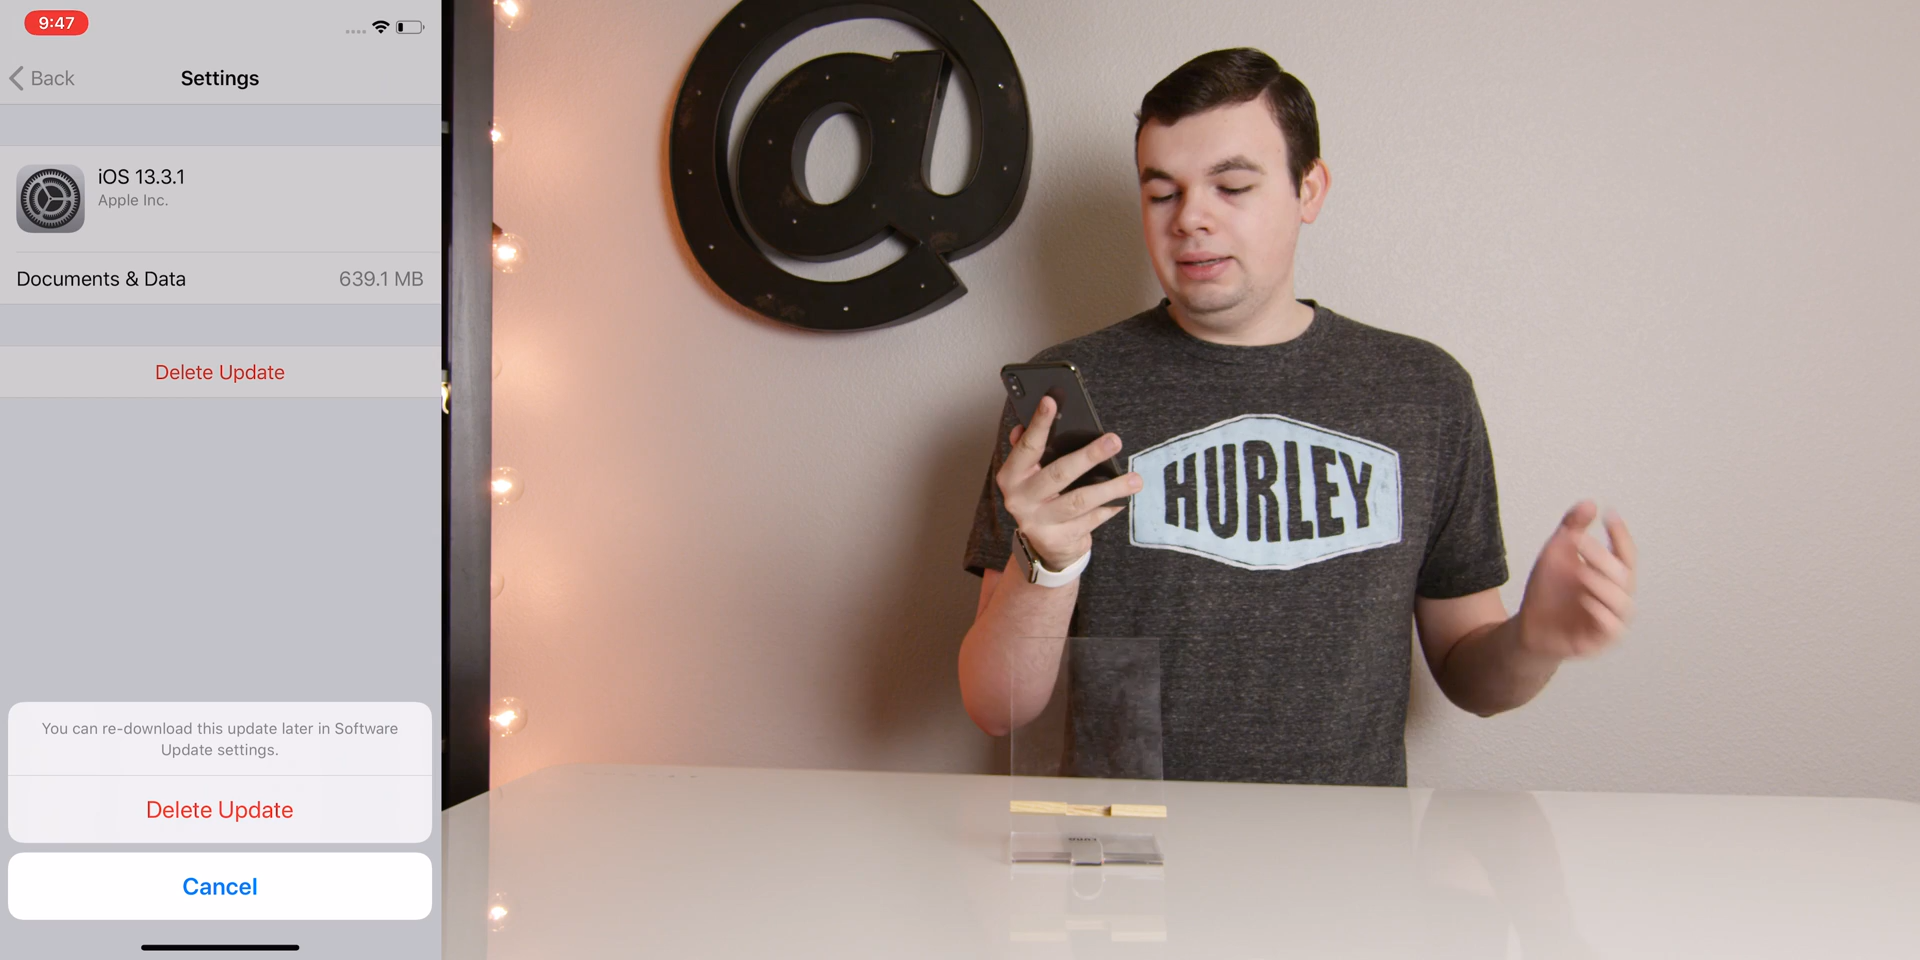 9:47
Back
Settings
iOS 13.3.1
Apple Inc.
Documents & Data 639.1 MB
Delete Update
You can re-download this update later in Software
Update settings.
Delete Update
Cancel
@
HURLEY